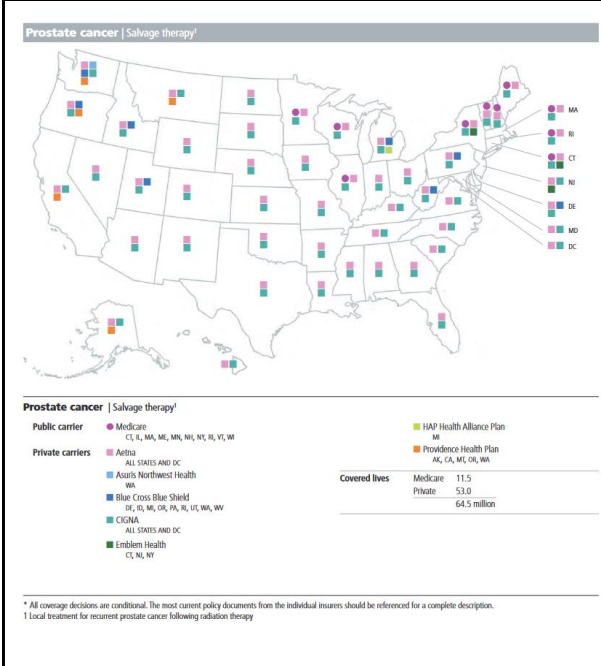 Prostate cancer | Salvage therapy¹
MA
RI
CT
NJ
DE
MD
DC
Prostate cancer | Salvage therapy¹
Public carrier
Medicare
CT, IL, MA, ME, MN, NH, NY, RI, VT, WI
Private carriers
Aetna
ALL STATES AND DC
Asuris Northwest Health
WA
Blue Cross Blue Shield
DE, ID, MI, OR, PA, RI, UT, WA, WV
CIGNA
ALL STATES AND DC
Emblem Health
CT, NJ, NY
HAP Health Alliance Plan
MI
Providence Health Plan
AK, CA, MT, OR, WA
Covered lives Medicare 11.5
Private 53.0
64.5 million
* All coverage decisions are conditional. The most current policy documents from the individual insurers should be referenced for a complete description.
1 Local treatment for recurrent prostate cancer following radiation therapy